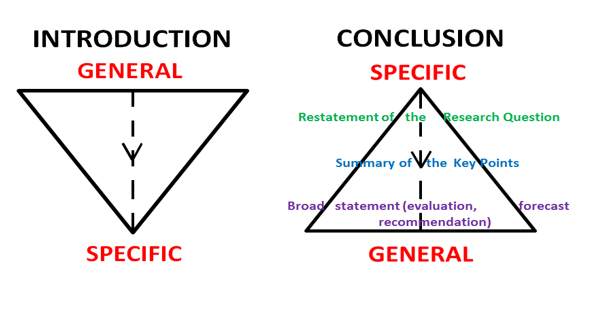 INTRODUCTION
GENERAL
SPECIFIC
CONCLUSION
SPECIFIC
Restatement of the Research Question
Summary of the Key Points
Broad statement (evaluation, forecast
recommendation)
GENERAL